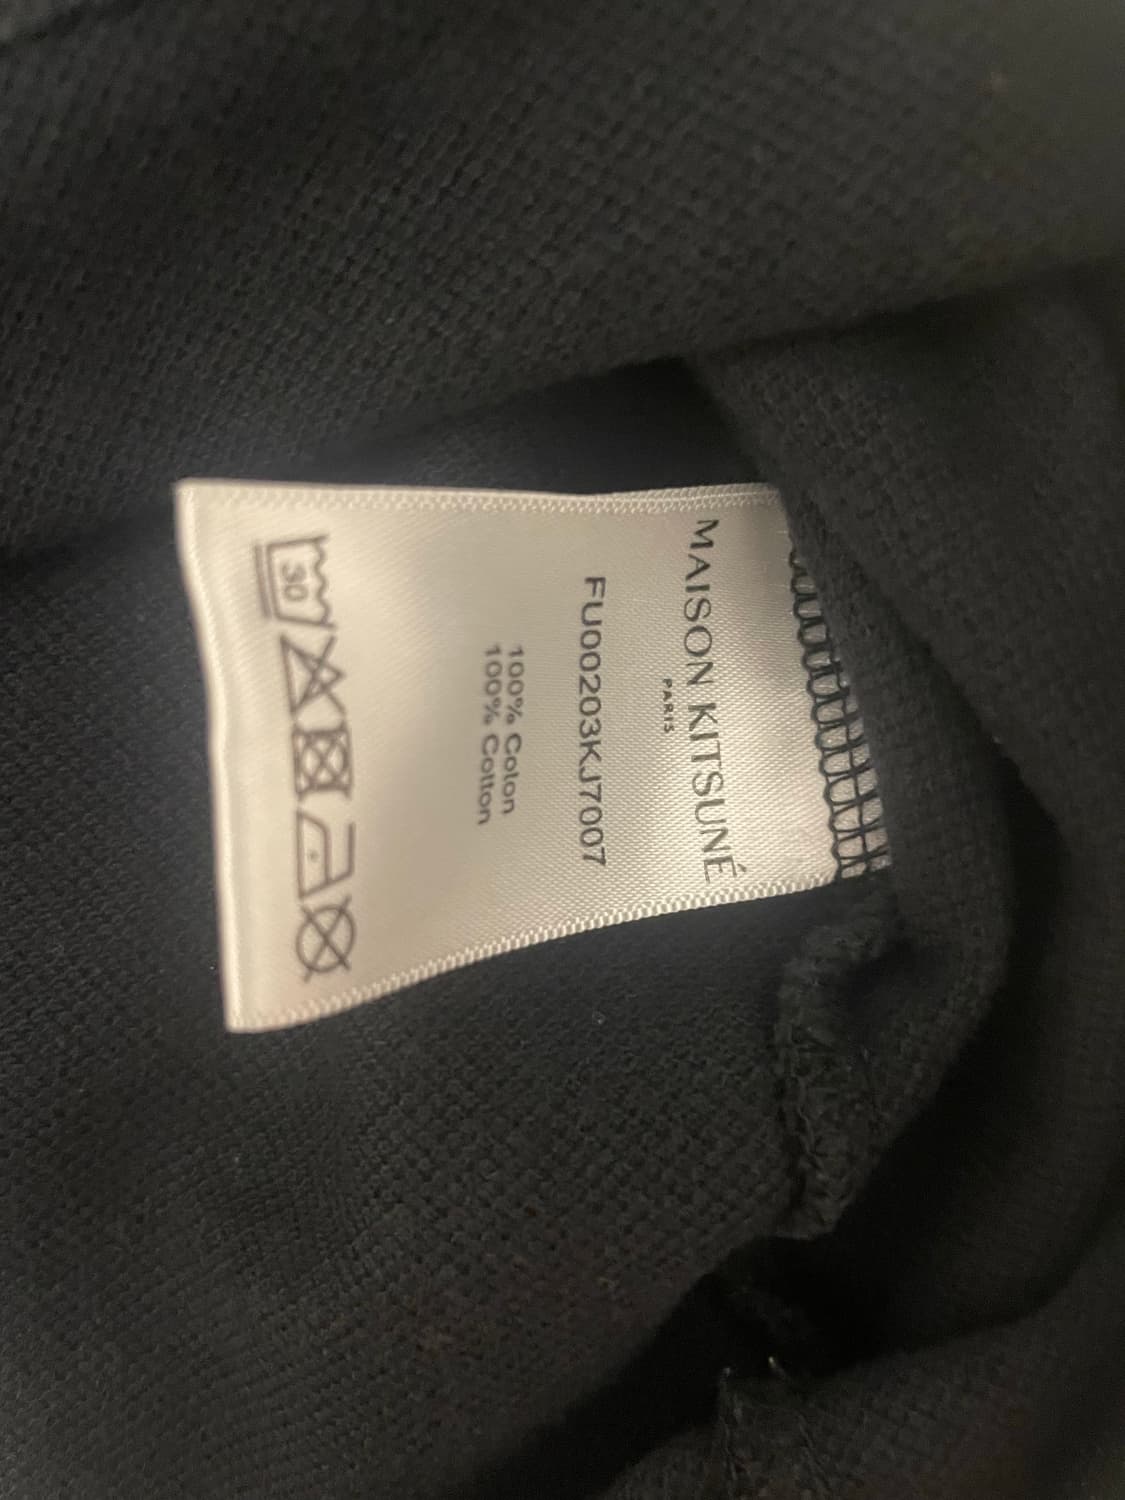 MAISON KITSUNÉ
PARIS
FU00203KJ7007
100% Coton
100% Cotton
30